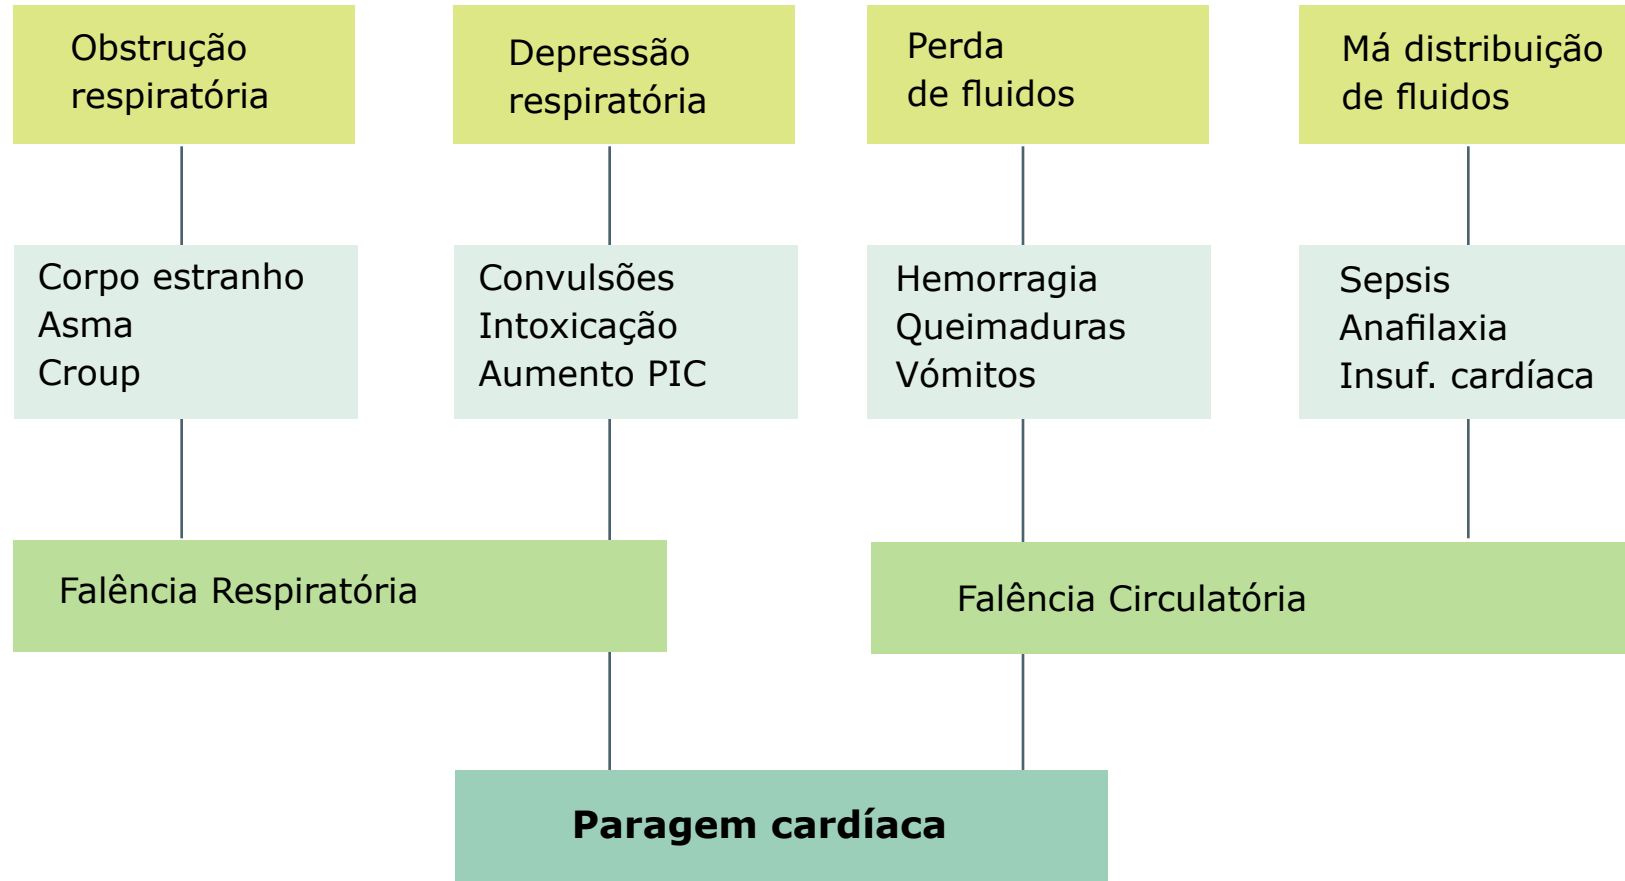 Obstrução
respiratória
Depressão
respiratória
Perda
de fluidos
Má distribuição
de fluidos
Corpo estranho
Asma
Croup
Convulsões
Intoxicação
Aumento PIC
Hemorragia
Queimaduras
Vómitos
Sepsis
Anafilaxia
Insuf. cardíaca
Falência Respiratória
Falência Circulatória
Paragem cardíaca